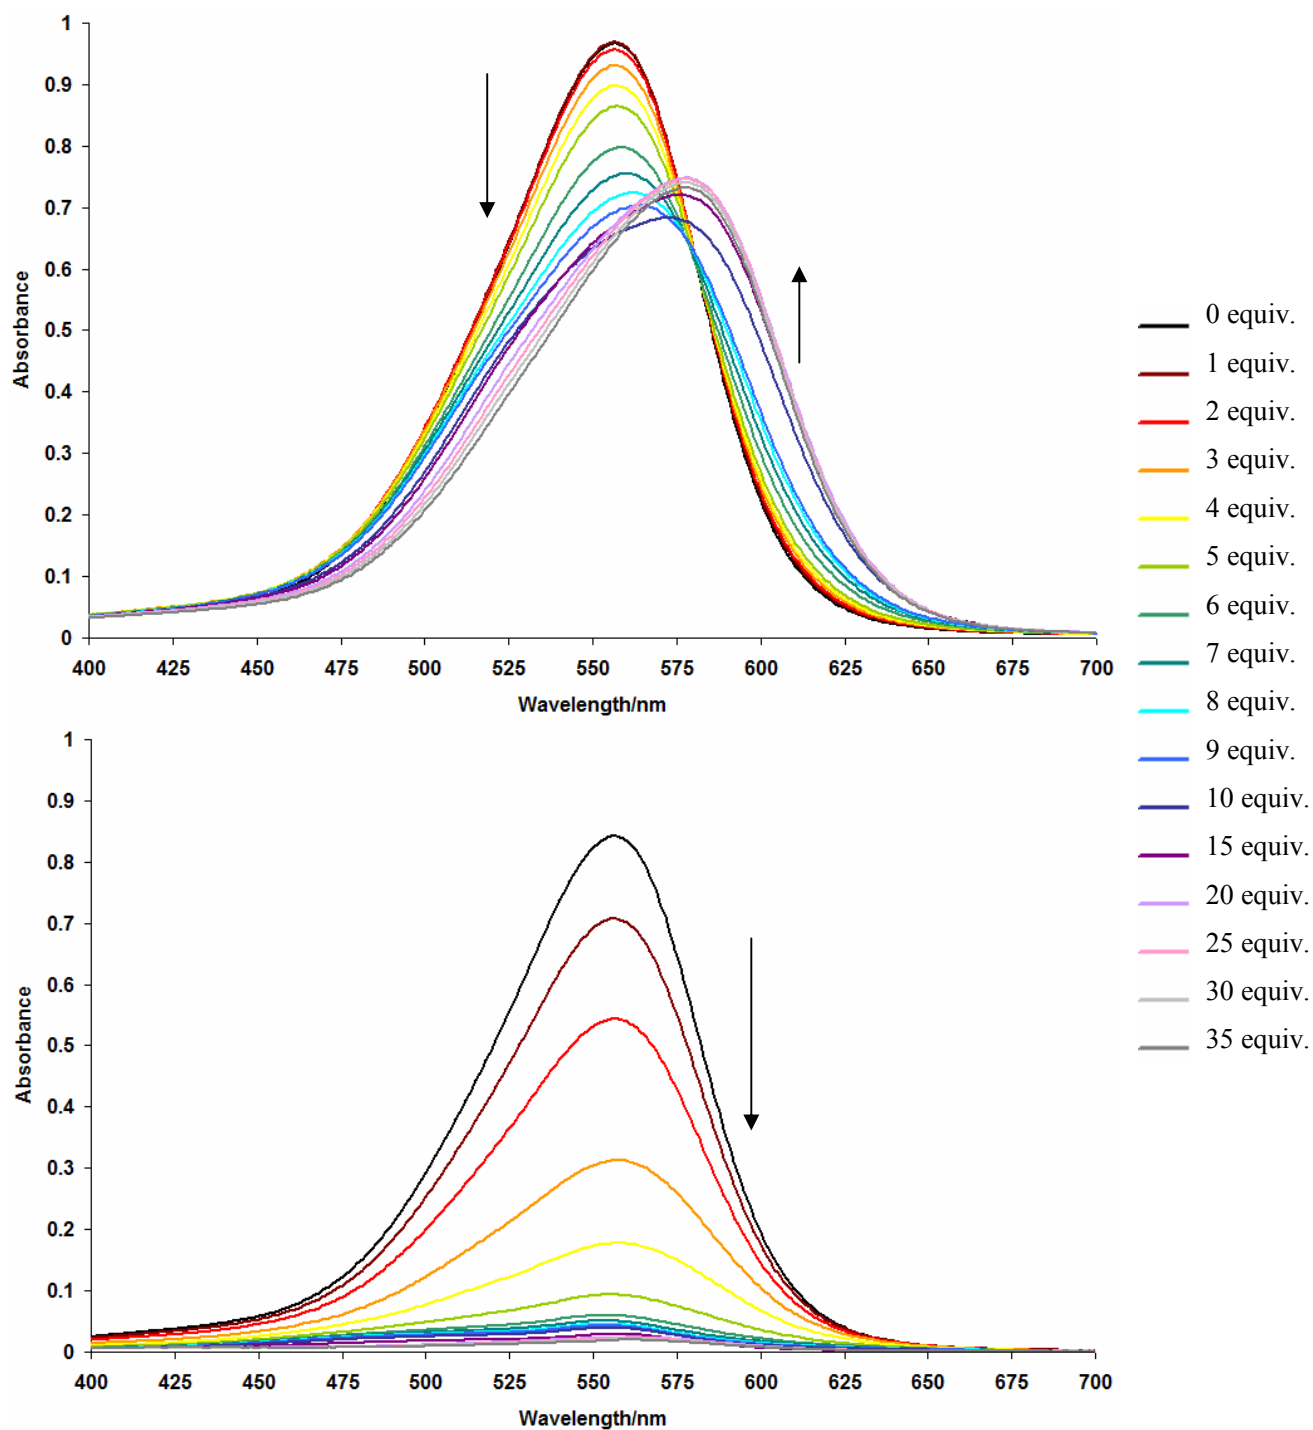 1
0.9
0.8
0.7
0.6
0.5
0.4
0.3
0.2
0.1
0
Absorbance
400 425 450 475 500 525 550 575 600 625 650 675 700
Wavelength/nm
1
0.9
0.8
0.7
0.6
0.5
0.4
0.3
0.2
0.1
0
Absorbance
400 425 450 475 500 525 550 575 600 625 650 675 700
Wavelength/nm
0 equiv.
1 equiv.
2 equiv.
3 equiv.
4 equiv.
5 equiv.
6 equiv.
7 equiv.
8 equiv.
9 equiv.
10 equiv.
15 equiv.
20 equiv.
25 equiv.
30 equiv.
35 equiv.